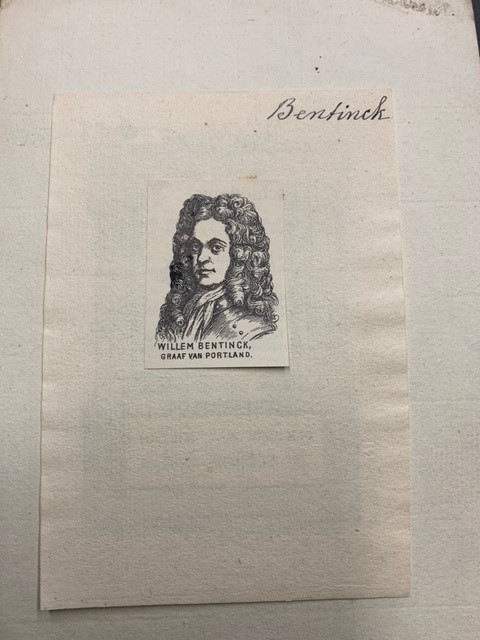 Bentinck
WILLEM BENTINCK,
GRAAF VAN PORTLAND.